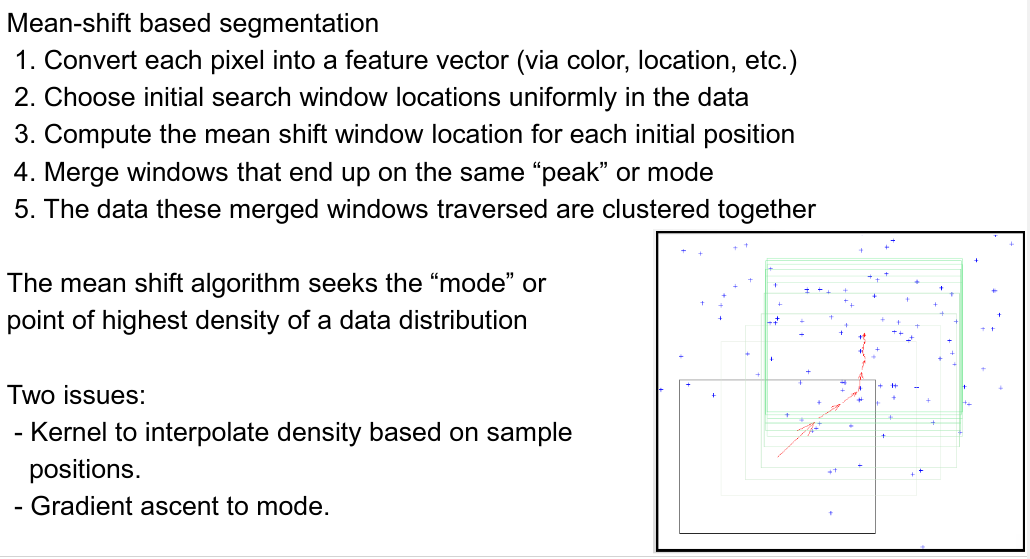 Mean-shift based segmentation
1. Convert each pixel into a feature vector (via color, location, etc.)
2. Choose initial search window locations uniformly in the data
3. Compute the mean shift window location for each initial position
4. Merge windows that end up on the same “peak” or mode
5. The data these merged windows traversed are clustered together
The mean shift algorithm seeks the “mode” or
point of highest density of a data distribution
Two issues:
- Kernel to interpolate density based on sample
positions.
- Gradient ascent to mode.